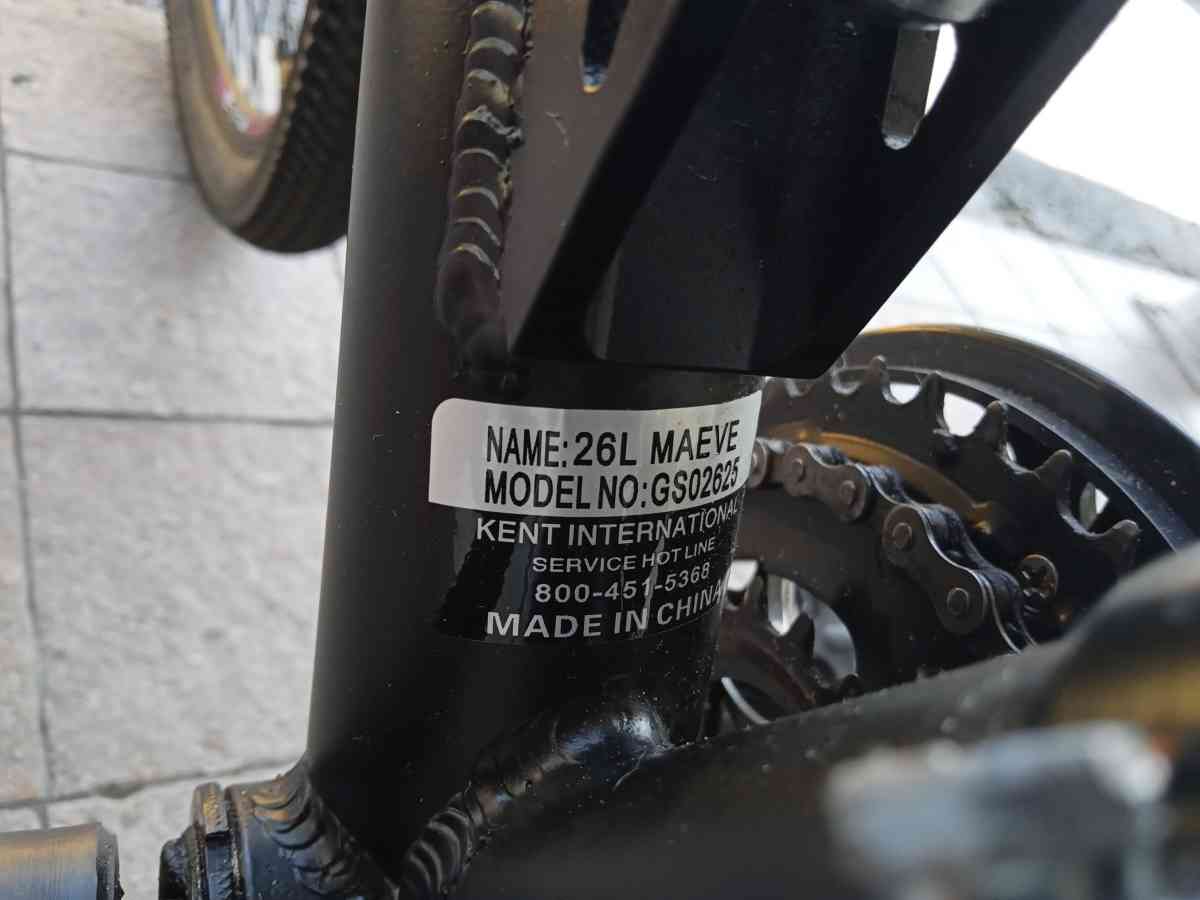 NAME: 26L MAEVE
MODEL NO: GS02625
KENT INTERNATIONAL
SERVICE HOT LINE
800-451-5368
MADE IN CHINA